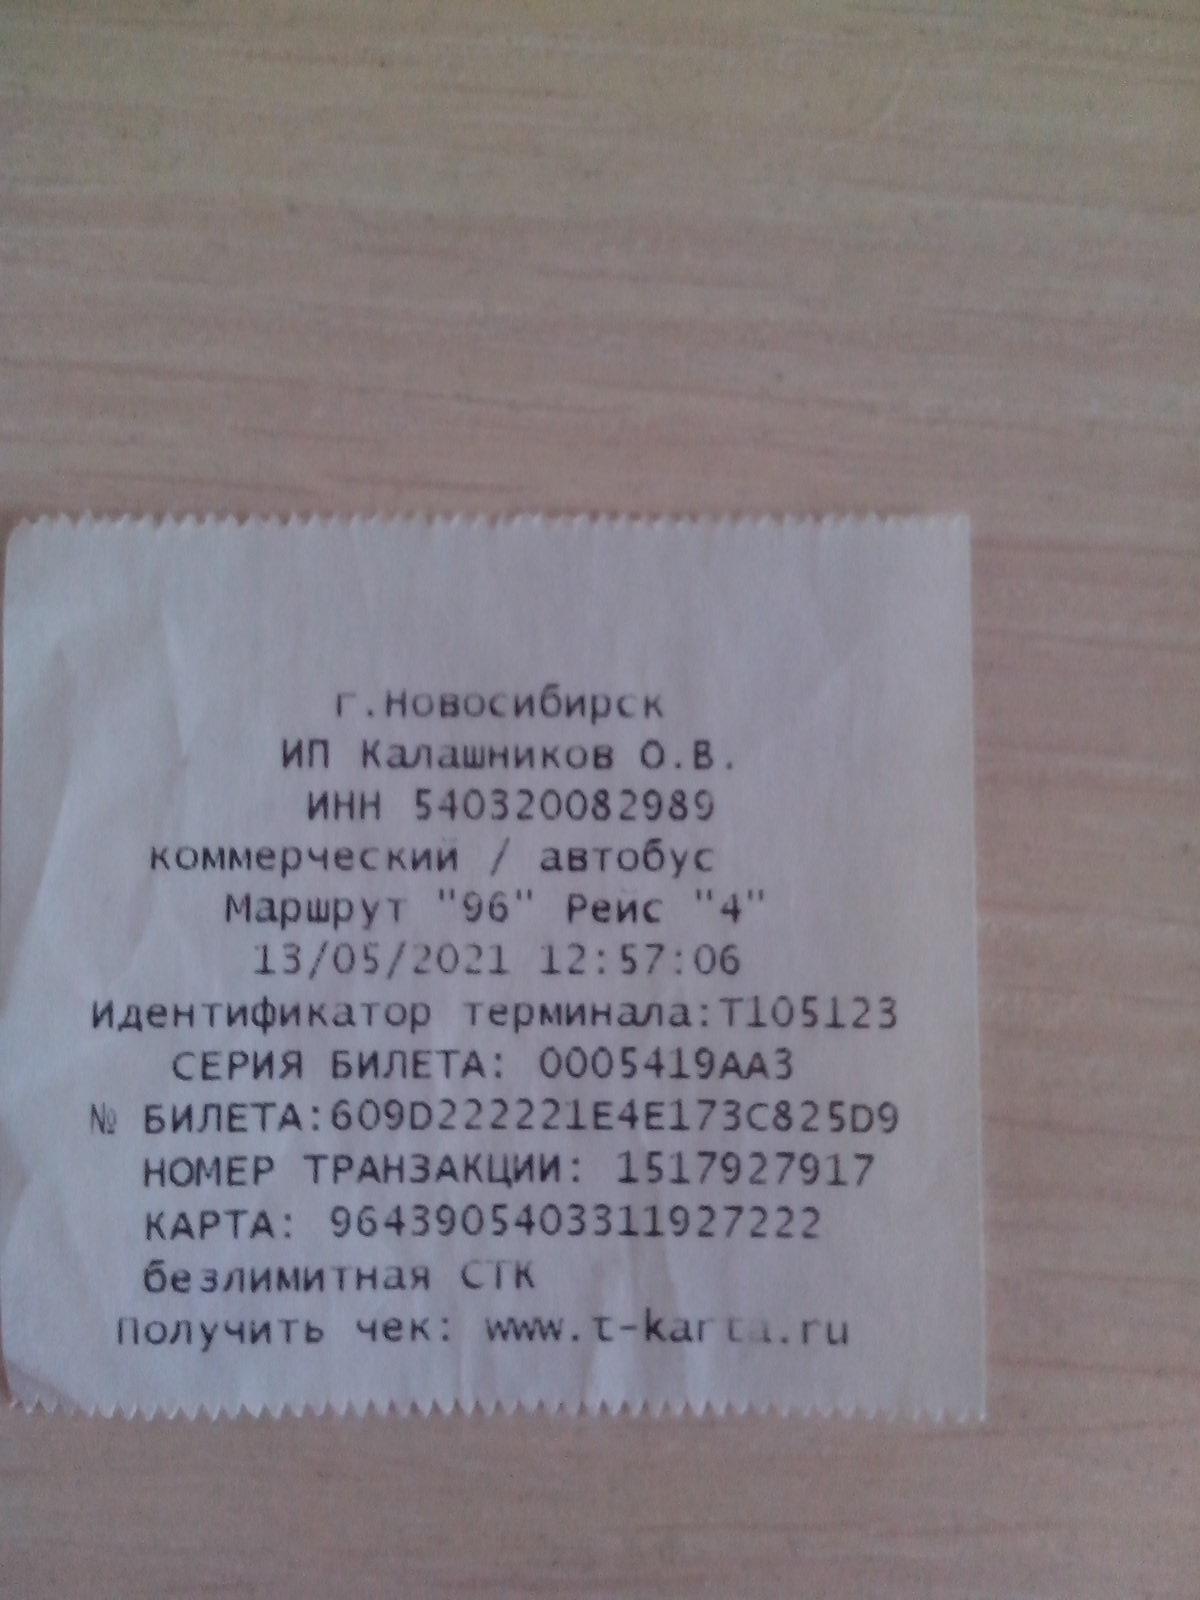 г.Новосибирск
ИП Калашников О.В.
ИНН 540320082989
коммерческий / автобус
Маршрут "96" Рейс "4"
13/05/2021 12:57:06
Идентификатор терминала:T105123
СЕРИЯ БИЛЕТА: 0005419AA3
№ БИЛЕТА:609D222221E4E173C825D9
НОМЕР ТРАНЗАКЦИИ: 1517927917
КАРТА: 9643905403311927222
безлимитная СТК
Получить чек: www.t-karta.ru